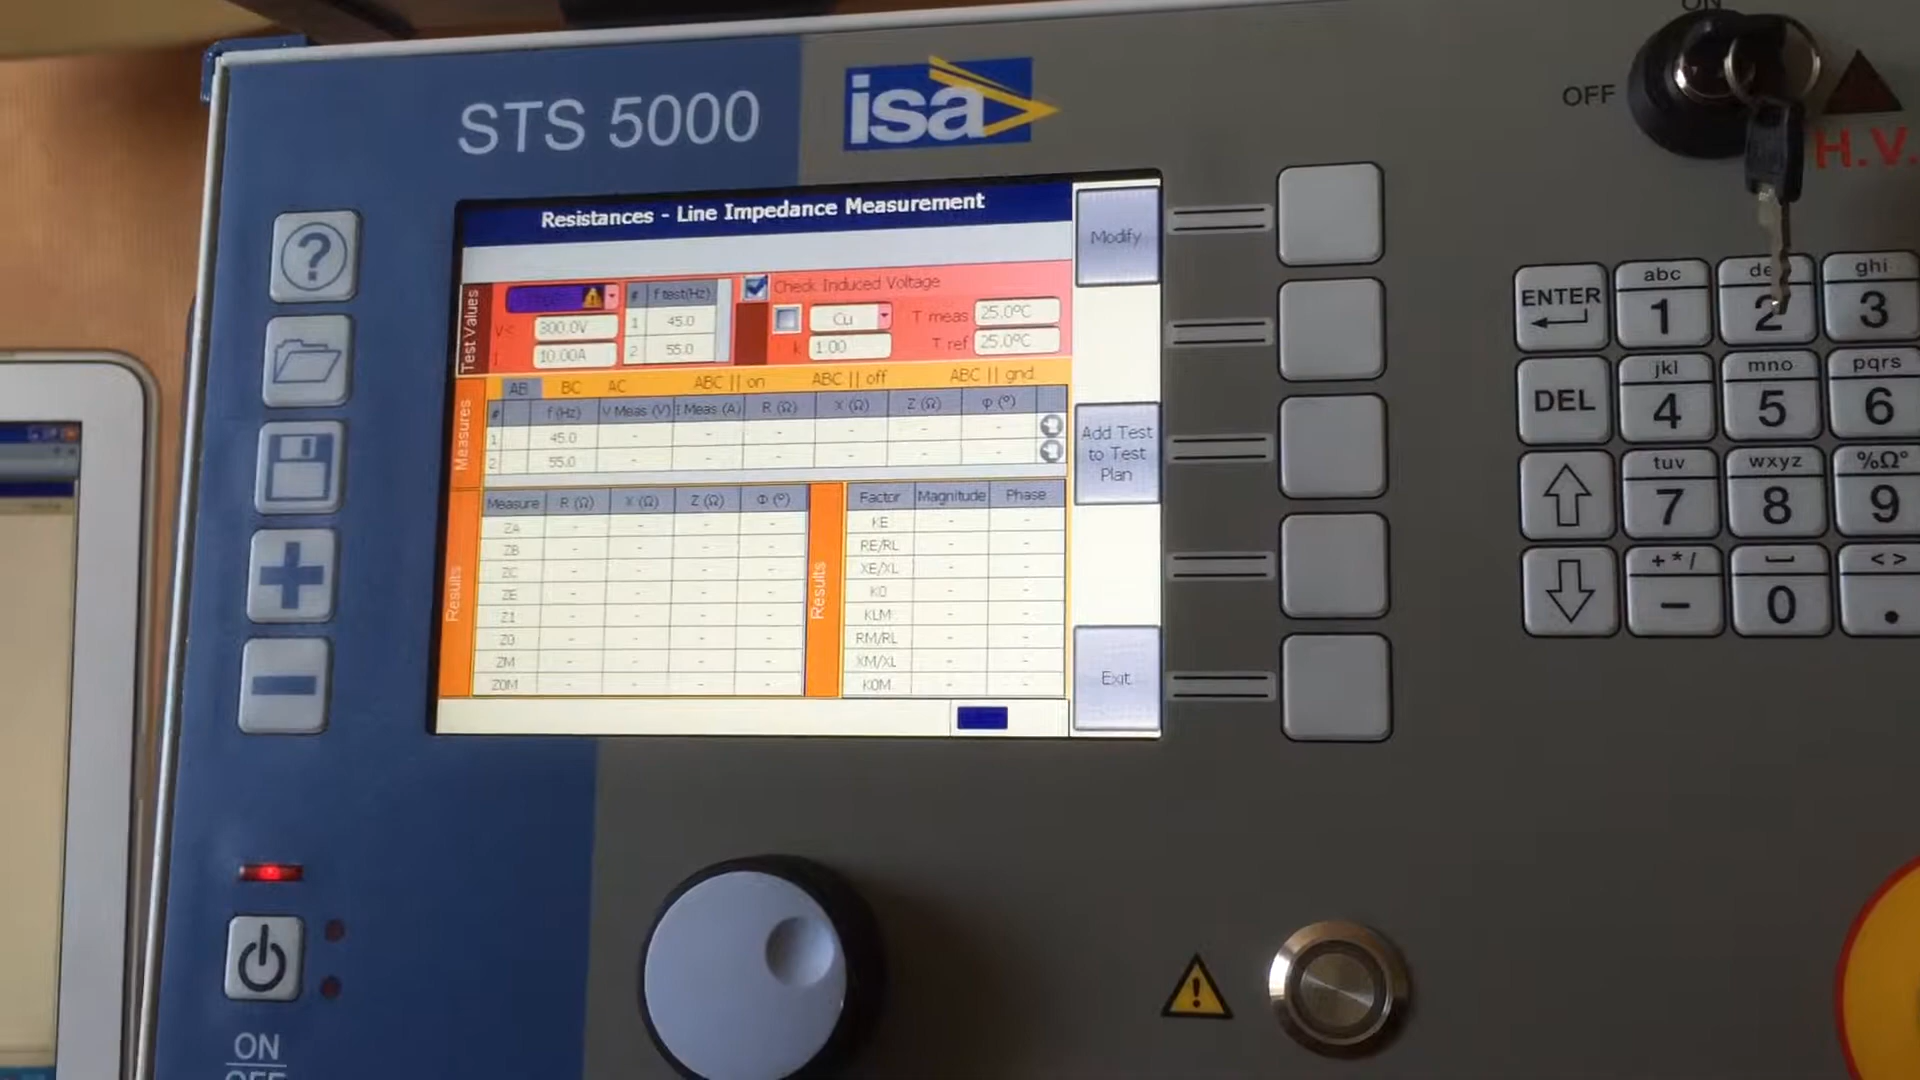 ON
STS 5000
isa
OFF
H.V.
Resistances - Line Impedance Measurement
Modify
Test Values
# f test(Hz)
Check Induced Voltage
300.0V
1 45.0
Cu
T meas 25.0ºC
I 10.00A
2 55.0
k 1.00
T ref 25.0ºC
AB BC AC ABC || on ABC || off ABC || gnd
Measures
# f (Hz) V Meas (V) I Meas (A) R (Ω) X (Ω) Z (Ω) Φ (º)
1 45.0 - - - - - -
2 55.0 - - - - - -
Add Test
to Test
Plan
Results
Measure R (Ω) X (Ω) Z (Ω) Φ (º)
ZA - - - -
ZB - - - -
ZC - - - -
ZE - - - -
Z1 - - - -
Z0 - - - -
ZM - - - -
Z0M - - - -
Results
Factor Magnitude Phase
KE - -
RE/RL - -
XE/XL - -
K0 - -
KLM - -
RM/RL - -
XM/XL - -
K0M - -
Exit
ENTER
abc
1
2
ghi
3
DEL
jkl
4
mno
5
pqrs
6
tuv
7
wxyz
8
%Ω°
9
+*/
-
0
< >
.
ON
OFF